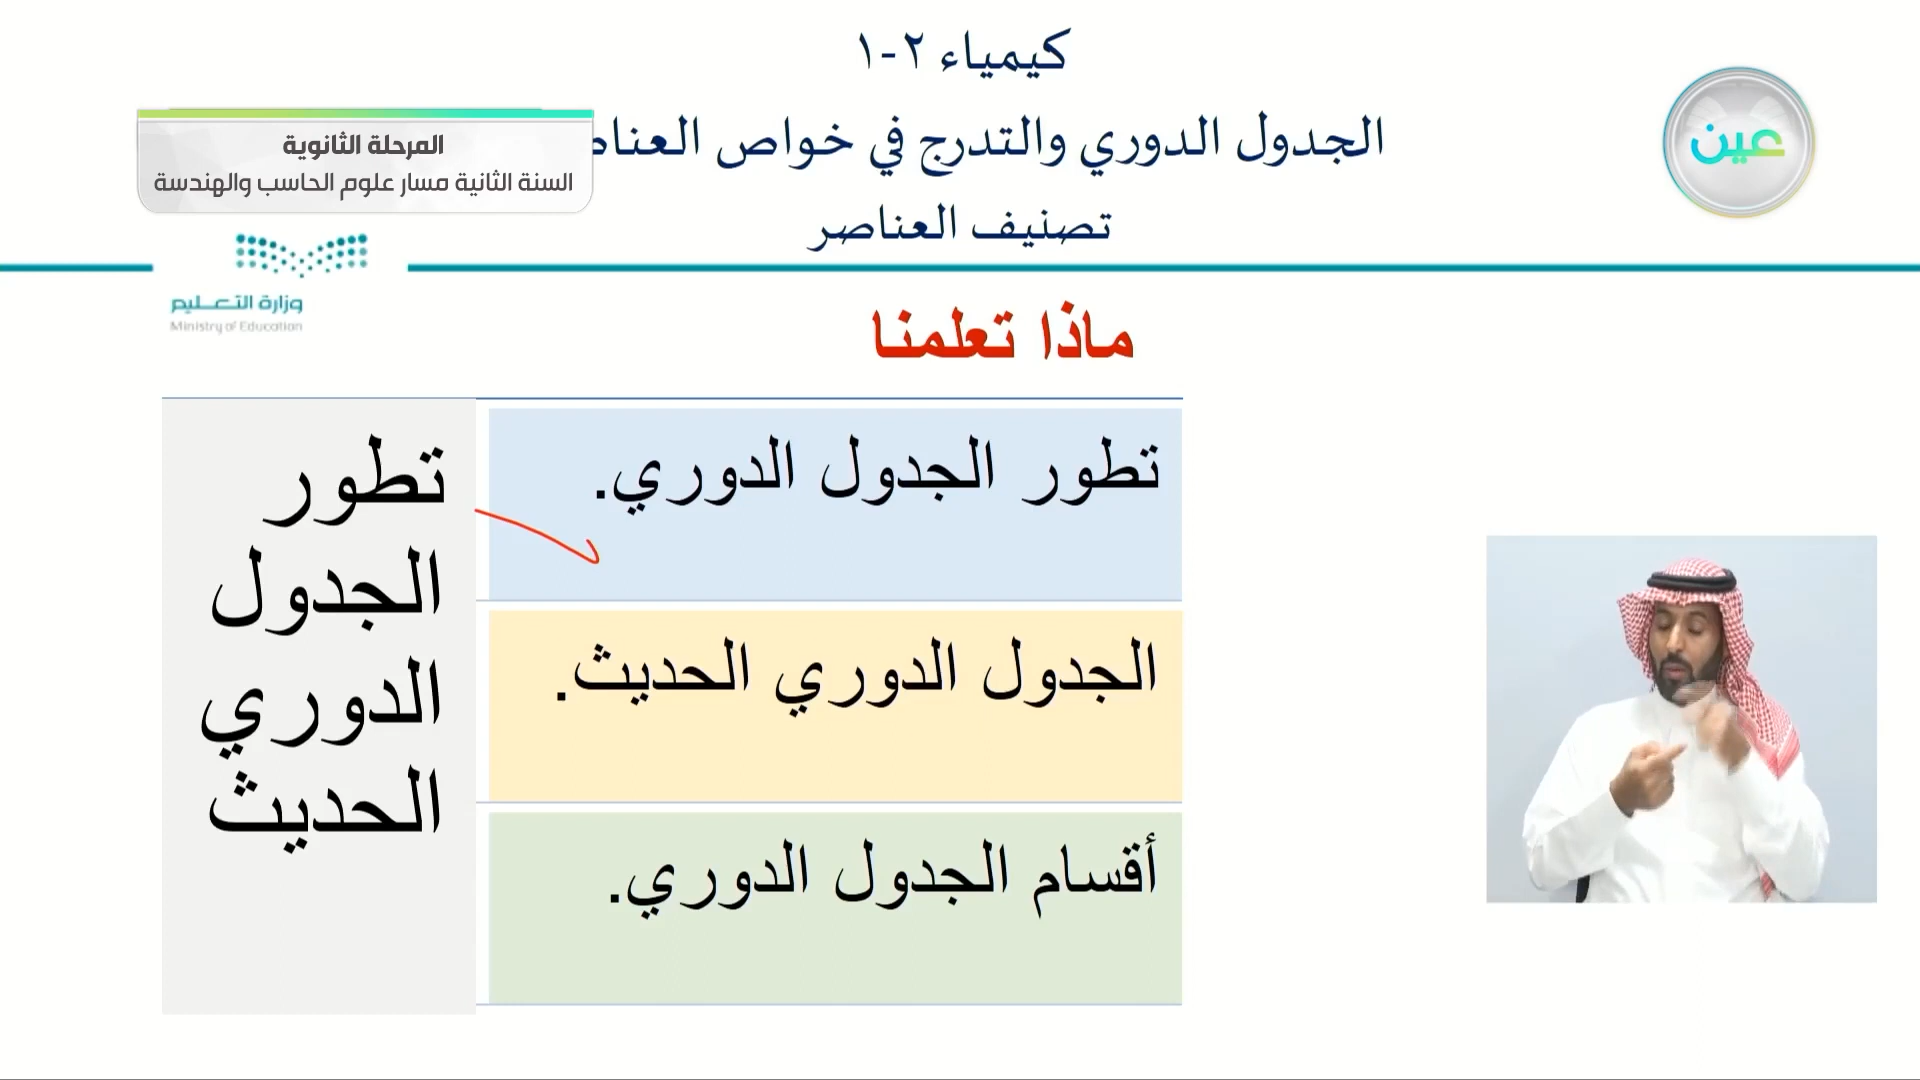 كيمياء ٢-١
الجدول الدوري والتدرج في خواص
تصنيف العناصر
المرحلة الثانوية
السنة الثانية مسار علوم الحاسب والهندسة
عين
وزارة التعليم
Ministry of Education
ماذا تعلمنا
تطور الجدول الدوري.
الجدول الدوري الحديث.
أقسام الجدول الدوري.
تطور
الجدول
الدوري
الحديث